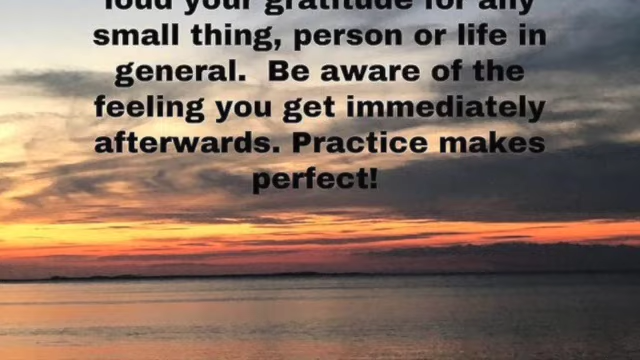 loud your gratitude for any
small thing, person or life in
general.  Be aware of the
feeling you get immediately
afterwards. Practice makes
perfect!